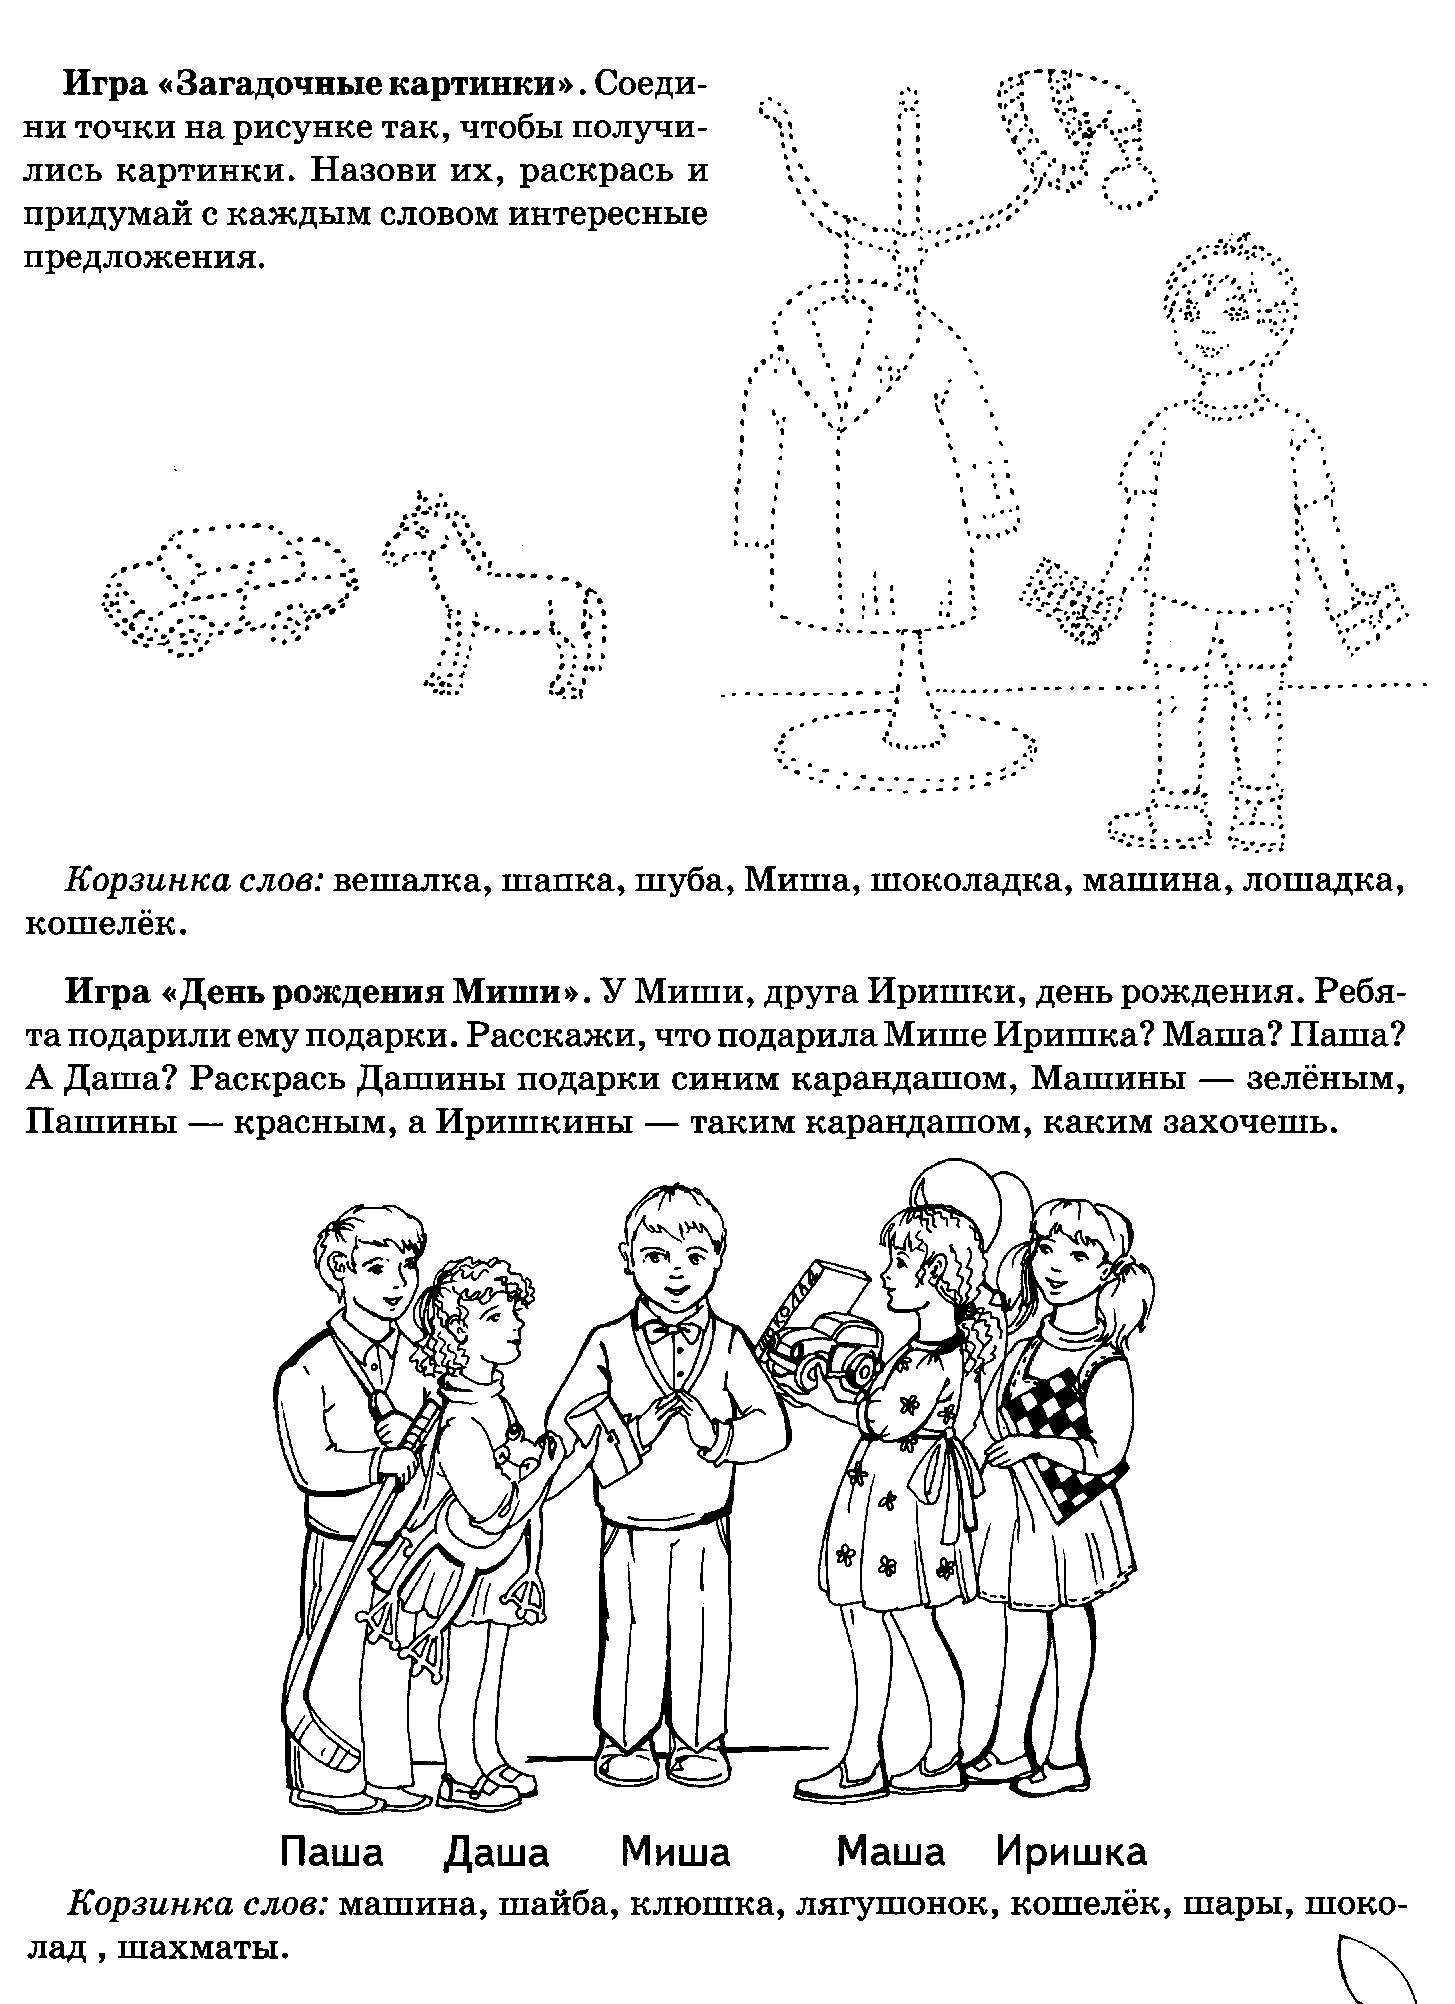 Игра «Загадочные картинки». Соеди-
ни точки на рисунке так, чтобы получи-
лись картинки. Назови их, раскрась и
придумай с каждым словом интересные
предложения.
Корзинка слов: вешалка, шапка, шуба, Миша, шоколадка, машина, лошадка,
кошелёк.
Игра «День рождения Миши». У Миши, друга Иришки, день рождения. Ребя-
та подарили ему подарки. Расскажи, что подарила Мише Иришка? Маша? Паша?
А Даша? Раскрась Дашины подарки синим карандашом, Машины — зелёным,
Пашины — красным, а Иришкины — таким карандашом, каким захочешь.
Паша Даша Миша Маша Иришка
Корзинка слов: машина, шайба, клюшка, лягушонок, кошелёк, шары, шоко-
лад , шахматы.